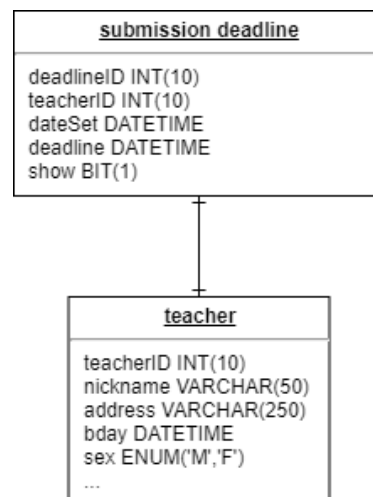 submission deadline
deadlineID INT(10)
teacherID INT(10)
dateSet DATETIME
deadline DATETIME
show BIT(1)
teacher
teacherID INT(10)
nickname VARCHAR(50)
address VARCHAR(250)
bday DATETIME
sex ENUM('M','F')
...